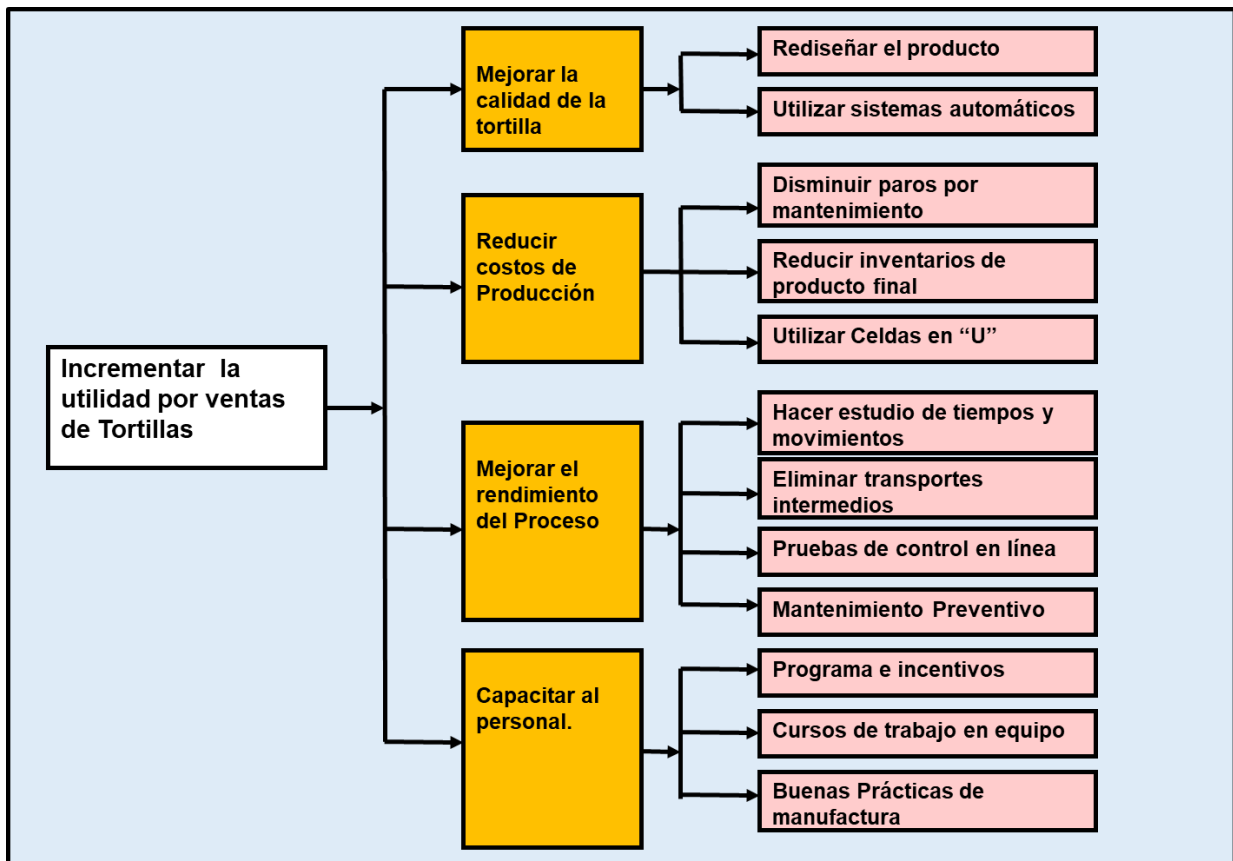 Incrementar la
utilidad por ventas
de Tortillas
Mejorar la
calidad de la
tortilla
Rediseñar el producto
Utilizar sistemas automáticos
Reducir
costos de
Producción
Disminuir paros por
mantenimiento
Reducir inventarios de
producto final
Utilizar Celdas en “U”
Mejorar el
rendimiento
del Proceso
Hacer estudio de tiempos y
movimientos
Eliminar transportes
intermedios
Pruebas de control en línea
Mantenimiento Preventivo
Capacitar al
personal.
Programa e incentivos
Cursos de trabajo en equipo
Buenas Prácticas de
manufactura